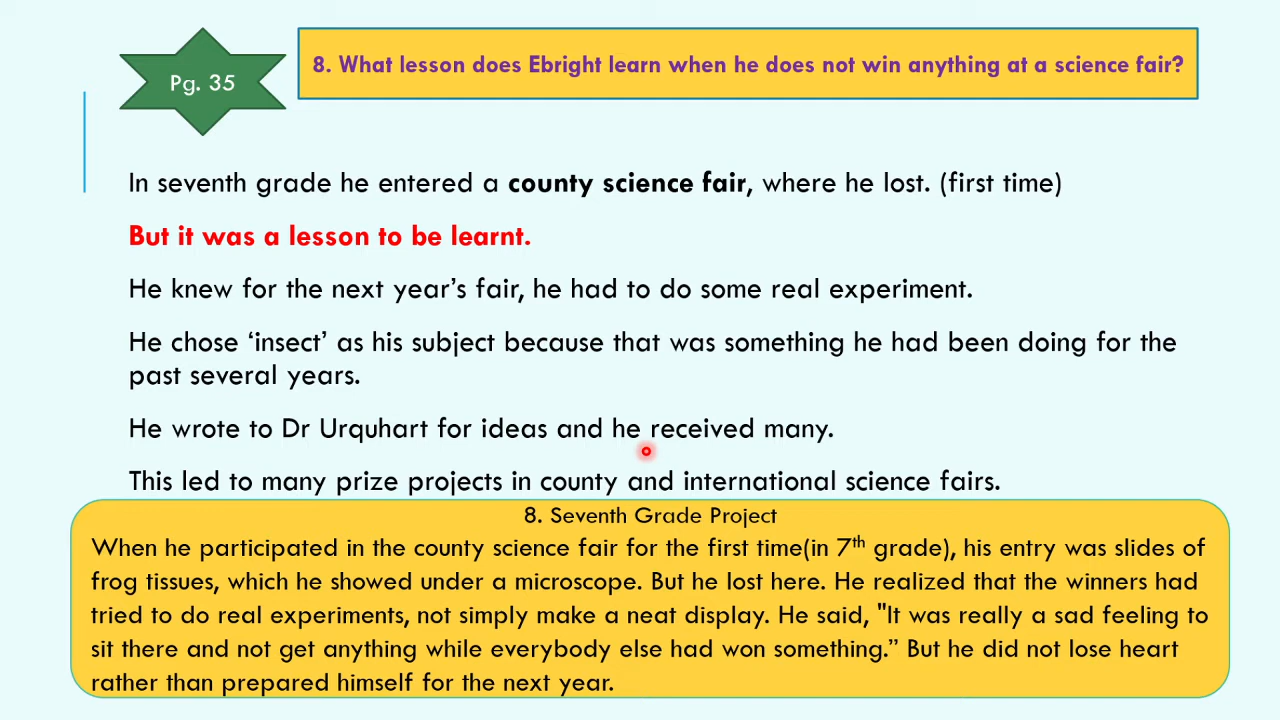 Pg. 35
8. What lesson does Ebright learn when he does not win anything at a science fair?
In seventh grade he entered a county science fair, where he lost. (first time)
But it was a lesson to be learnt.
He knew for the next year’s fair, he had to do some real experiment.
He chose ‘insect’ as his subject because that was something he had been doing for the
past several years.
He wrote to Dr Urquhart for ideas and he received many.
This led to many prize projects in county and international science fairs.
8. Seventh Grade Project
When he participated in the county science fair for the first time(in 7th grade), his entry was slides of
frog tissues, which he showed under a microscope. But he lost here. He realized that the winners had
tried to do real experiments, not simply make a neat display. He said, "It was really a sad feeling to
sit there and not get anything while everybody else had won something.” But he did not lose heart
rather than prepared himself for the next year.